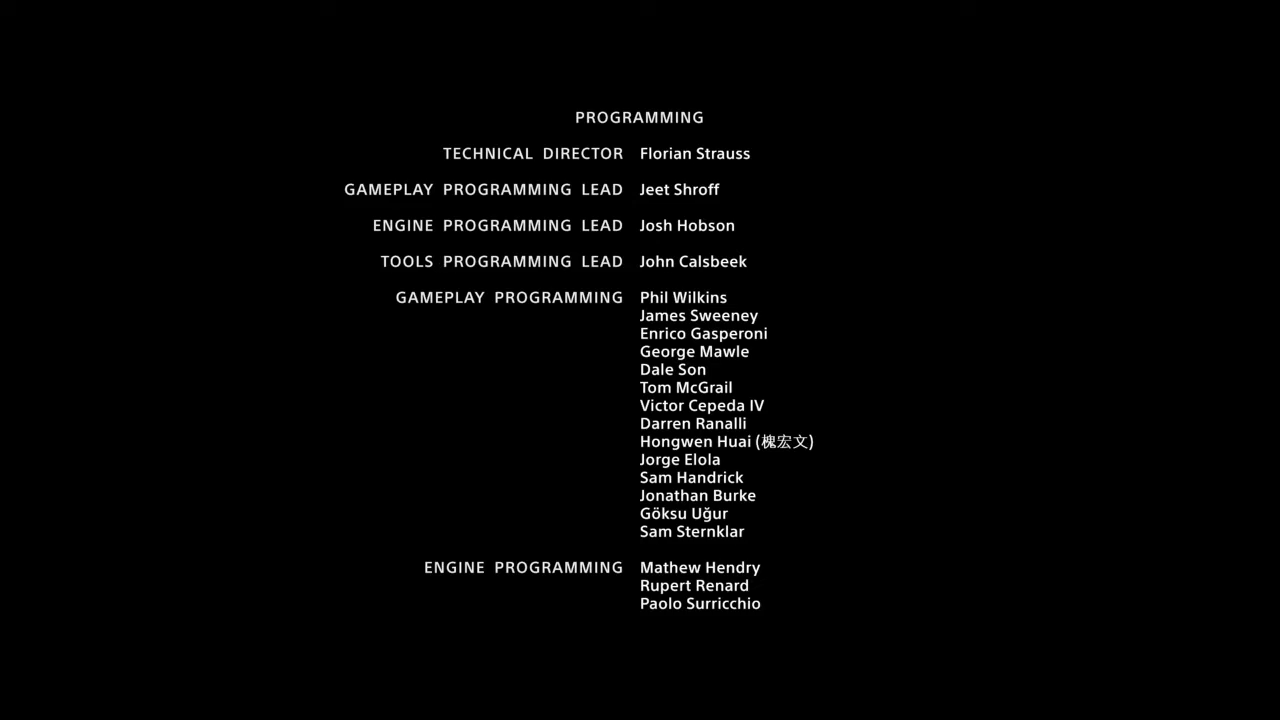 PROGRAMMING
TECHNICAL DIRECTOR Florian Strauss
GAMEPLAY PROGRAMMING LEAD Jeet Shroff
ENGINE PROGRAMMING LEAD Josh Hobson
TOOLS PROGRAMMING LEAD John Calsbeek
GAMEPLAY PROGRAMMING Phil Wilkins
James Sweeney
Enrico Gasperoni
George Mawle
Dale Son
Tom McGrail
Victor Cepeda IV
Darren Ranalli
Hongwen Huai (槐宏文)
Jorge Elola
Sam Handrick
Jonathan Burke
Göksu Uğur
Sam Sternklar
ENGINE PROGRAMMING Mathew Hendry
Rupert Renard
Paolo Surricchio